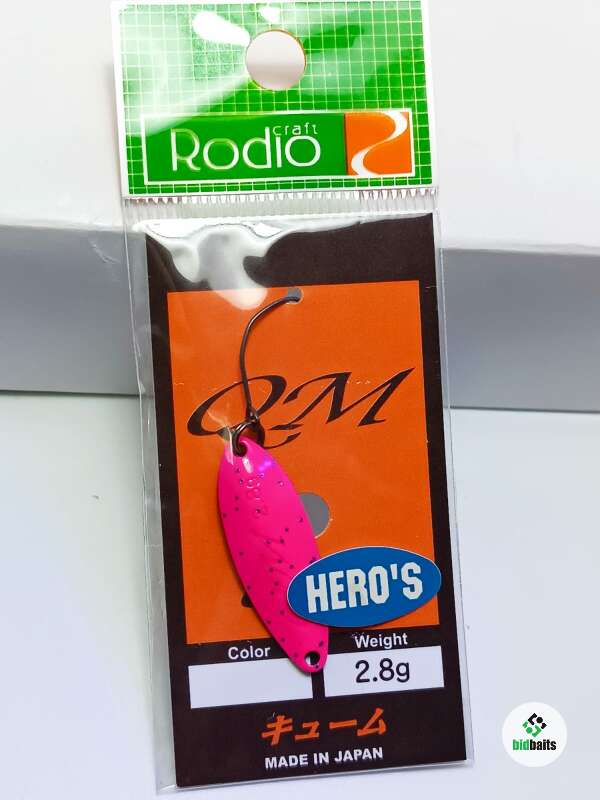 craft
Rodio
QM
HERO'S
Color
Weight
2.8g
キューム
MADE IN JAPAN
bidbaits